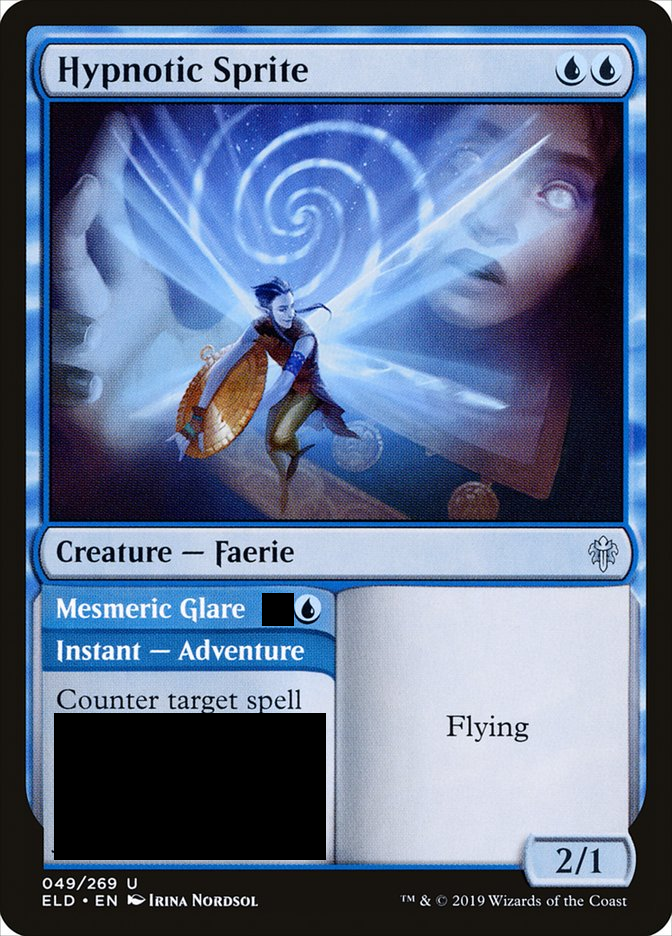 Hypnotic Sprite
Creature — Faerie
Mesmeric Glare
Instant — Adventure
Counter target spell
Flying
2/1
049/269 U
ELD • EN Irina Nordsol
™ & © 2019 Wizards of the Coast